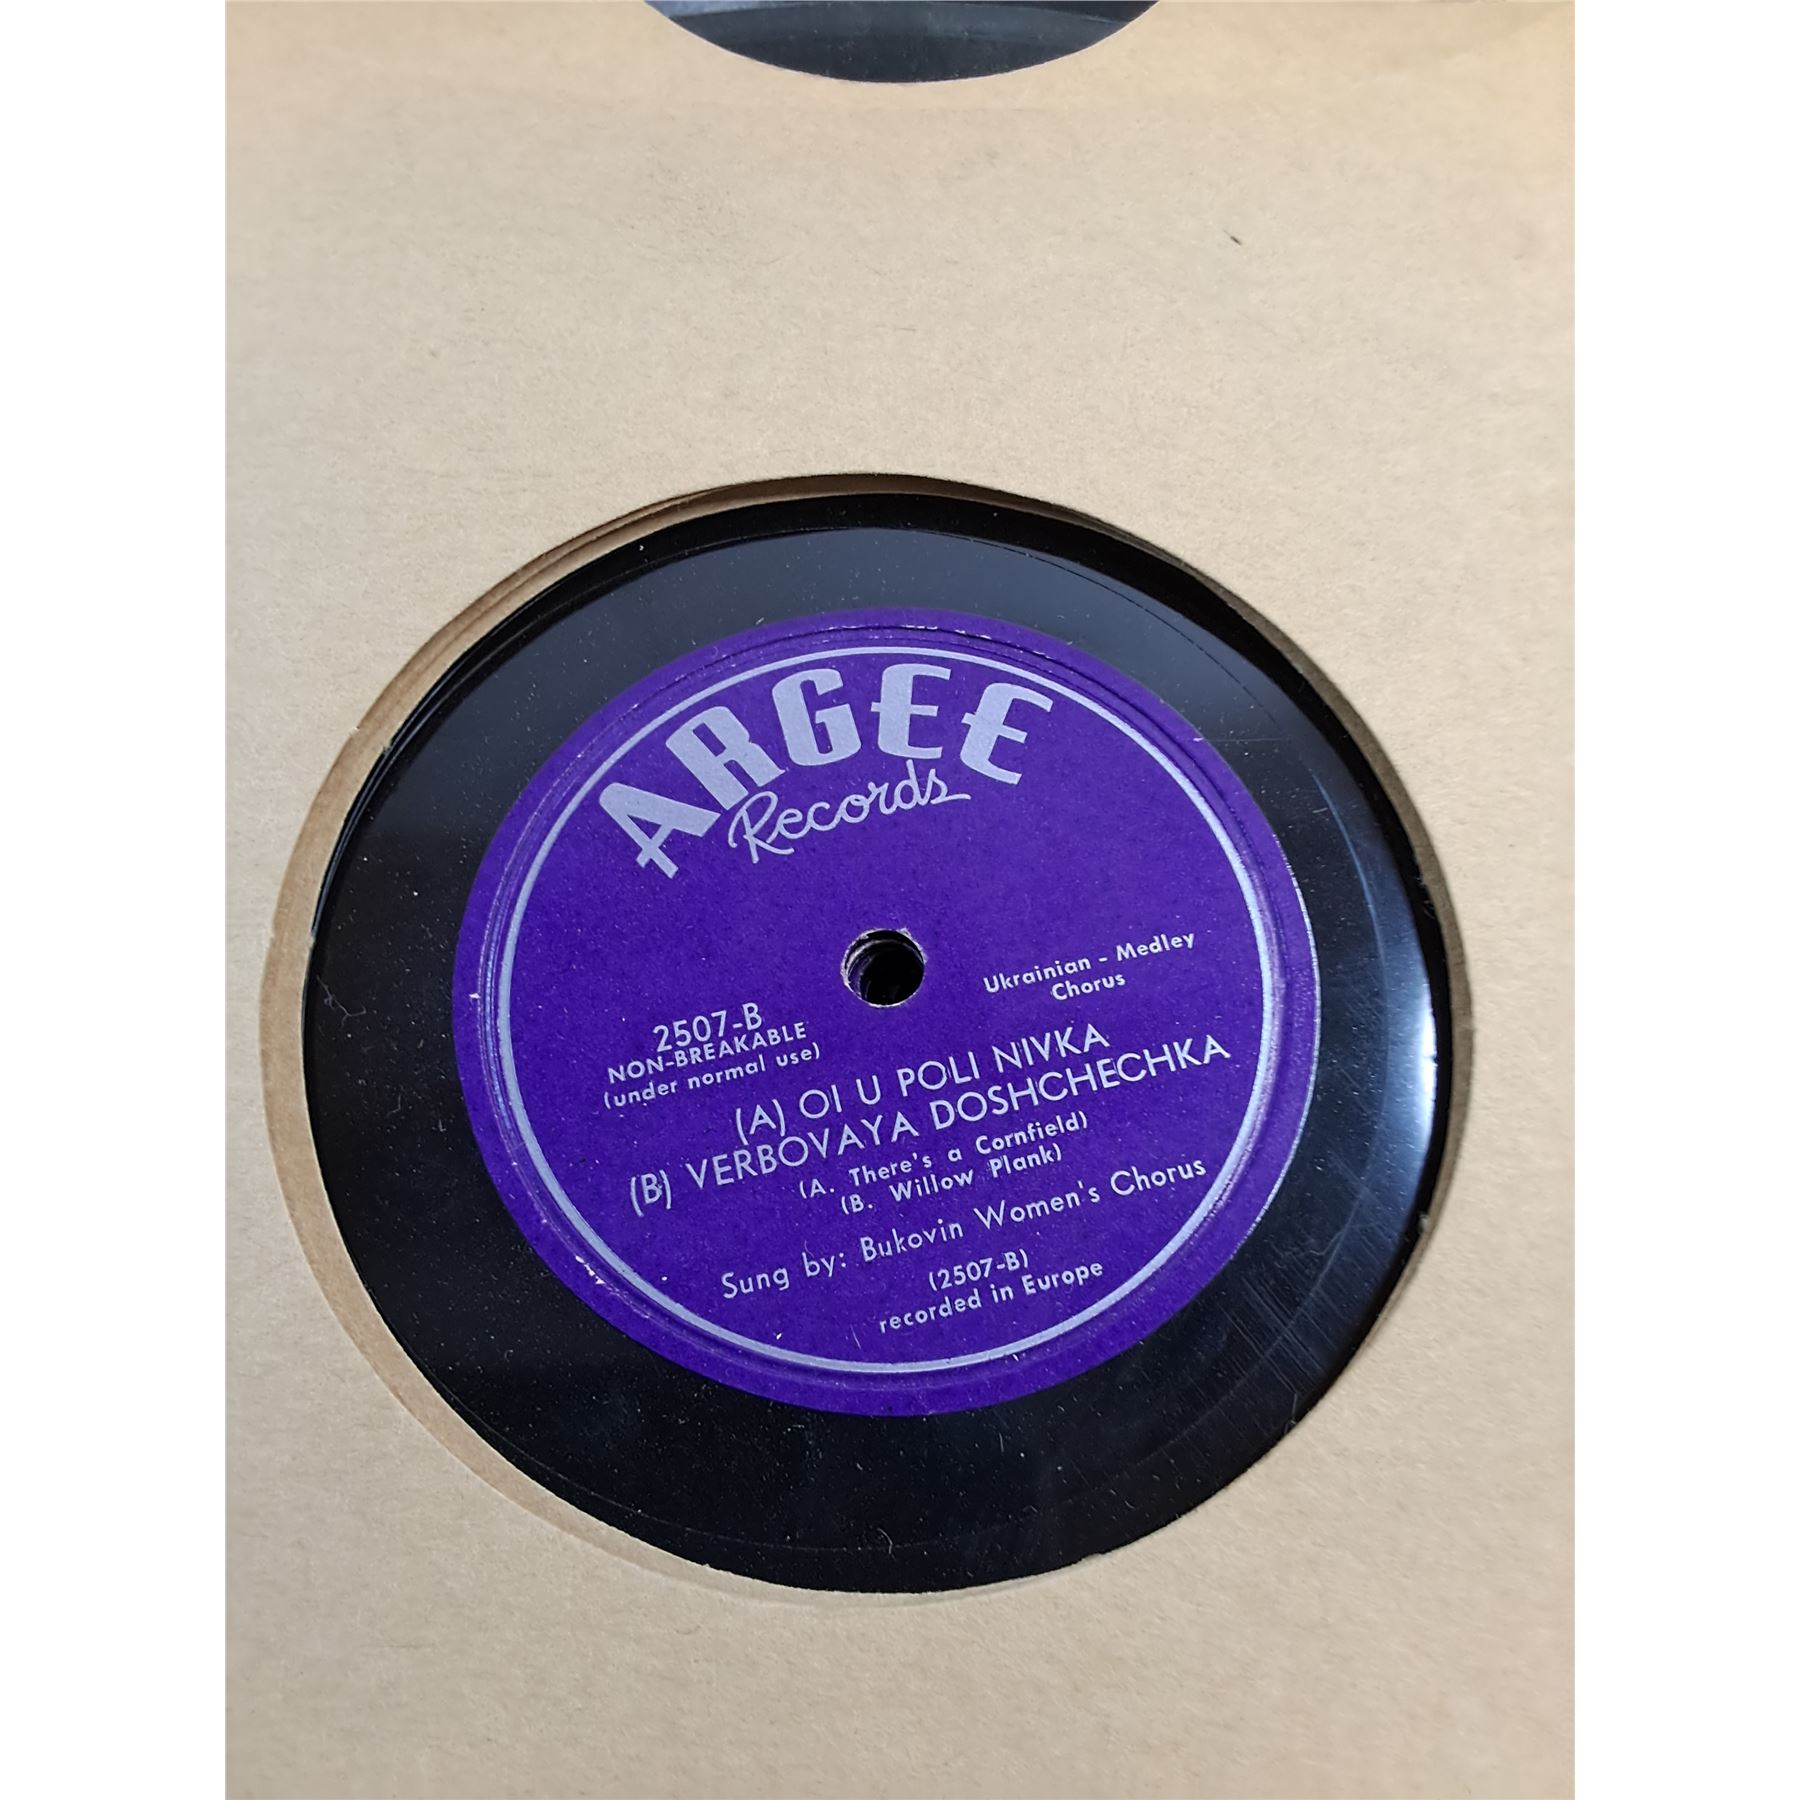 ARGEE
Records
Ukrainian - Medley
Chorus
2507-B
NON-BREAKABLE
(under normal use)
(A) OI U POLI NIVKA
(B) VERBOVAYA DOSHCHECHKA
(A. There's a Cornfield)
(B. Willow Plank)
Sung by: Bukovin Women's Chorus
(2507-B)
recorded in Europe